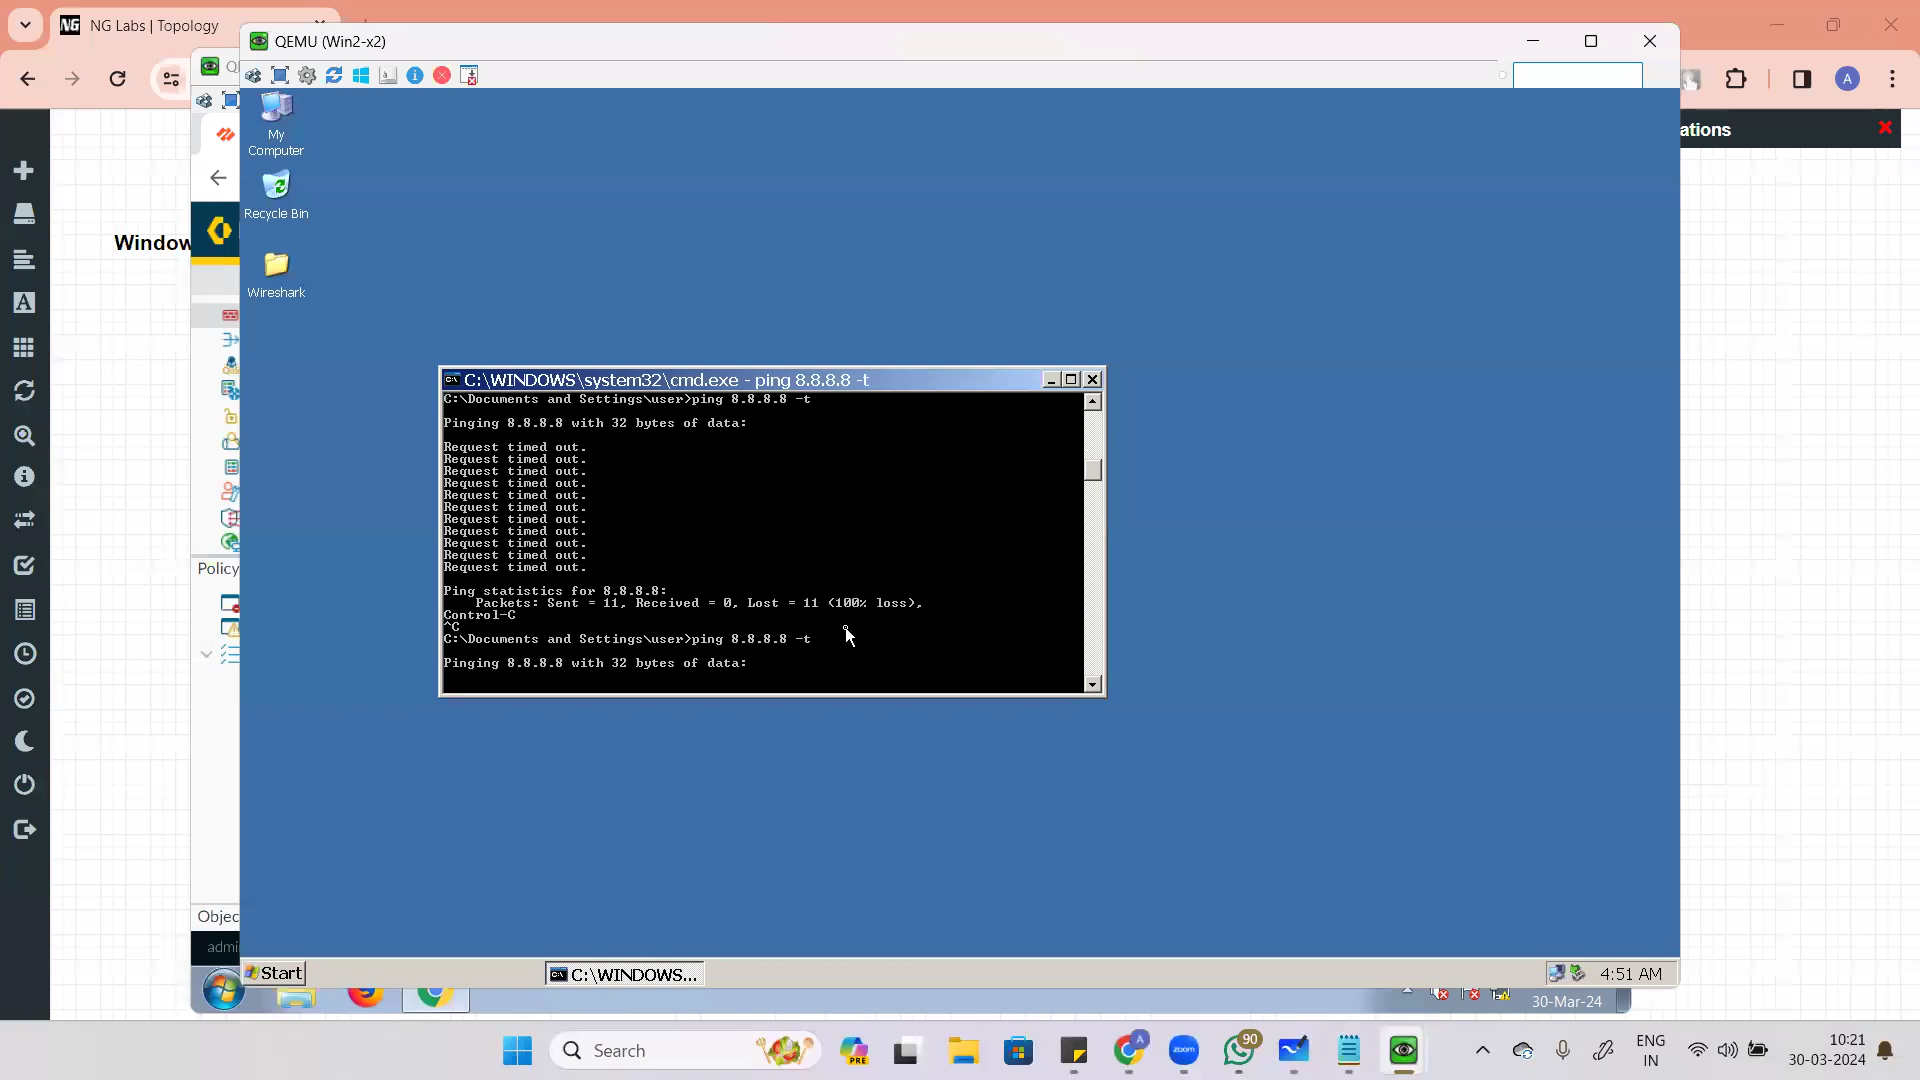 NG Labs | Topology
QEMU (Win2-x2)
A
ations
My
Computer
Recycle Bin
Wireshark
Window
C:\WINDOWS\system32\cmd.exe - ping 8.8.8.8 -t
C:\Documents and Settings\user>ping 8.8.8.8 -t
Pinging 8.8.8.8 with 32 bytes of data:
Request timed out.
Request timed out.
Request timed out.
Request timed out.
Request timed out.
Request timed out.
Request timed out.
Request timed out.
Request timed out.
Request timed out.
Request timed out.
Ping statistics for 8.8.8.8:
Packets: Sent = 11, Received = 0, Lost = 11 (100% loss),
Control-C
^C
C:\Documents and Settings\user>ping 8.8.8.8 -t
Pinging 8.8.8.8 with 32 bytes of data:
Policy
Objec
admi
Start
C:\WINDOWS...
4:51 AM
30-Mar-24
Search
PRE
A
zoom
90
ENG
IN
10:21
30-03-2024